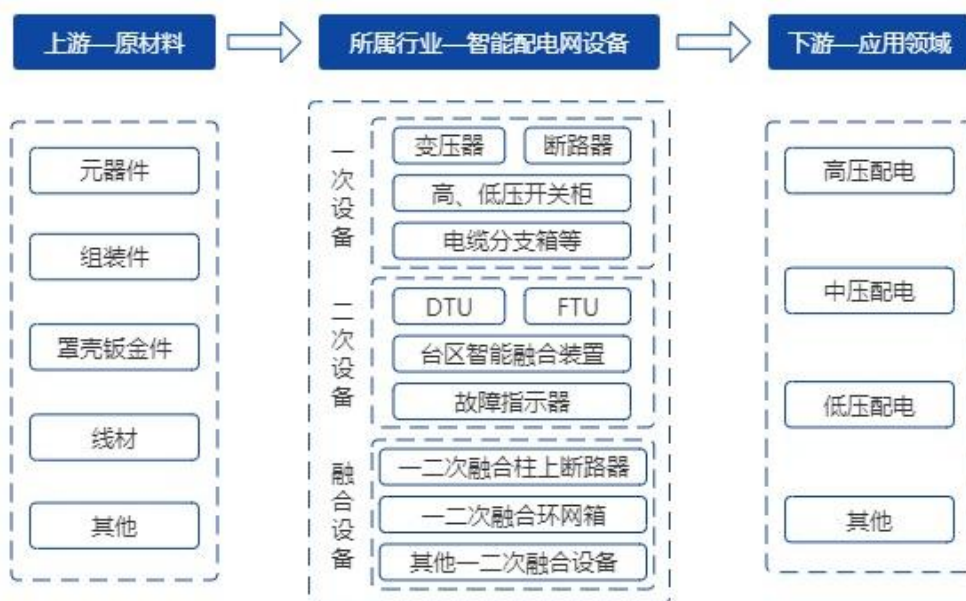 上游—原材料
所属行业—智能配电网设备
下游—应用领域
元器件
组装件
罩壳钣金件
线材
其他
一次设备
变压器
断路器
高、低压开关柜
电缆分支箱等
二次设备
DTU
FTU
台区智能融合装置
故障指示器
融合设备
一二次融合柱上断路器
一二次融合环网箱
其他一二次融合设备
高压配电
中压配电
低压配电
其他